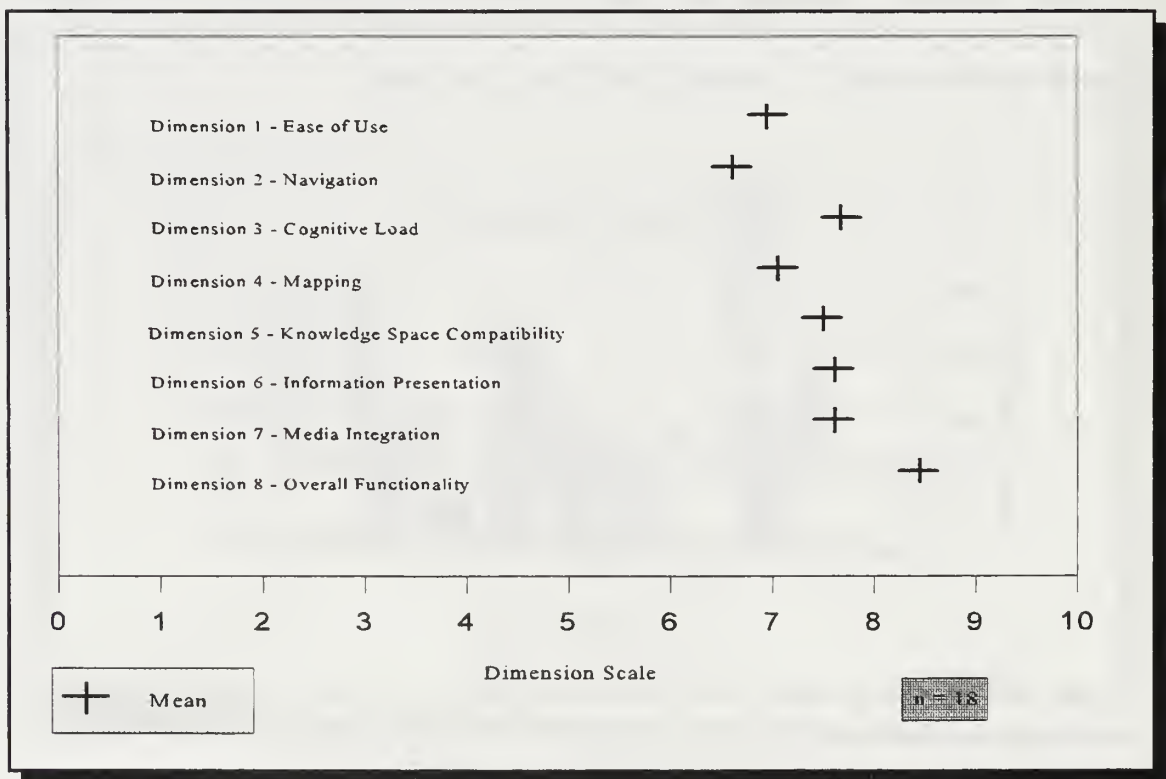 Dimension 1 - Ease of Use
Dimension 2 - Navigation
Dimension 3 - Cognitive Load
Dimension 4 - Mapping
Dimension 5 - Knowledge Space Compatibility
Dimension 6 - Information Presentation
Dimension 7 - Media Integration
Dimension 8 - Overall Functionality
0 1 2 3 4 5 6 7 8 9 10
Dimension Scale
Mean
n = 18